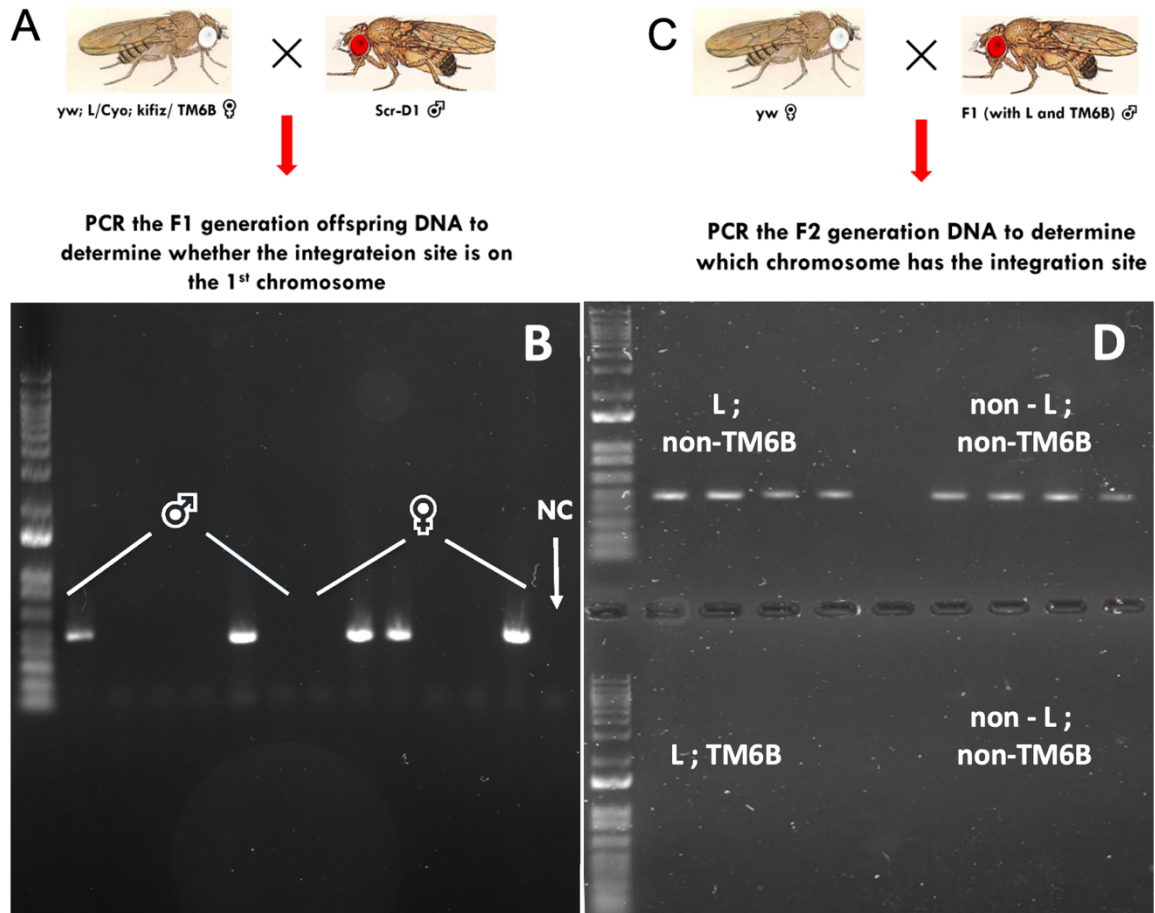 A
yw; L/Cyo; kifiz/ TM6B ♀
Scr-D1 ♂
PCR the F1 generation offspring DNA to
determine whether the integrateion site is on
the 1st chromosome
B
♂
♀
NC
C
yw ♀
F1 (with L and TM6B) ♂
PCR the F2 generation DNA to determine
which chromosome has the integration site
D
L ;
non-TM6B
non - L ;
non-TM6B
L ; TM6B
non - L ;
non-TM6B